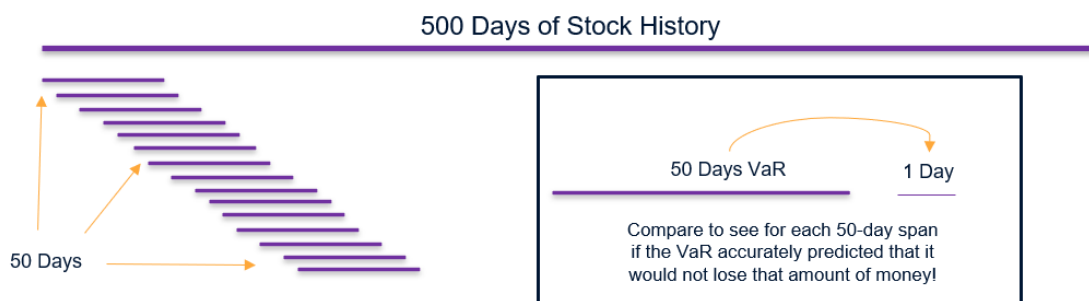 500 Days of Stock History
50 Days
50 Days VaR
1 Day
Compare to see for each 50-day span
if the VaR accurately predicted that it
would not lose that amount of money!